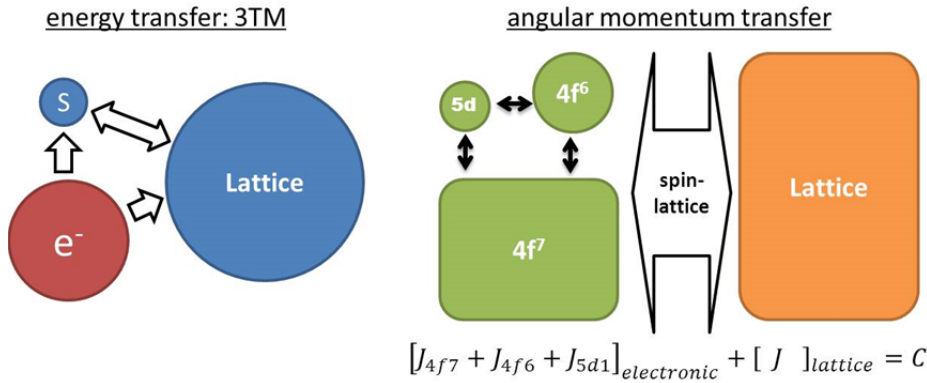 energy transfer: 3TM
S
e⁻
Lattice
angular momentum transfer
5d
4f⁶
4f⁷
spin-
lattice
Lattice
[J₄f7 + J₄f6 + J₅d1]electronic + [ J ]lattice = C